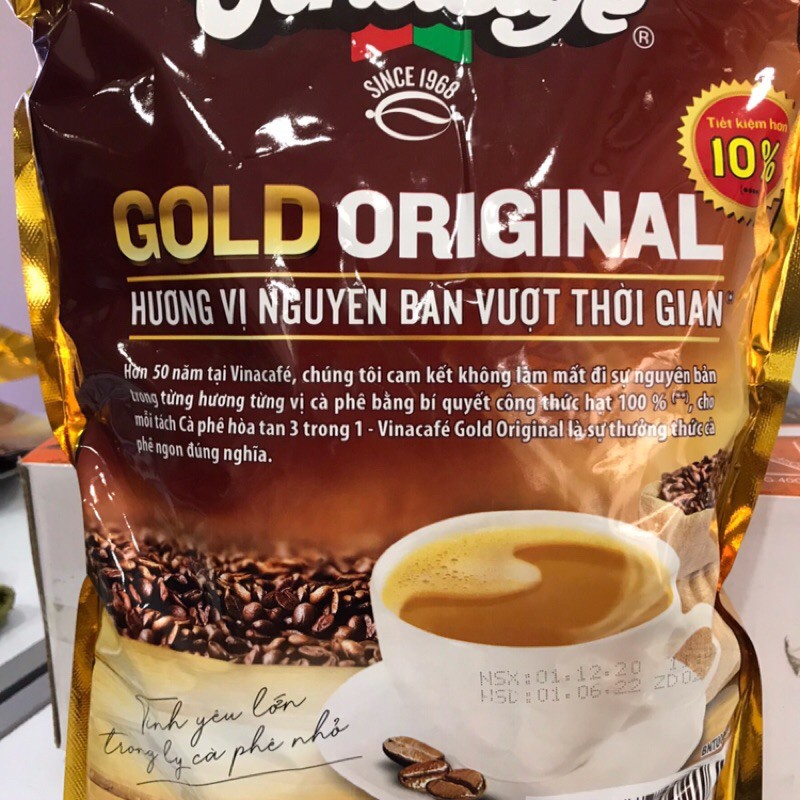 Vinacafé
®
SINCE 1968
Tiết kiệm hơn
10%
GOLD ORIGINAL
HƯƠNG VỊ NGUYÊN BẢN VƯỢT THỜI GIAN
Hơn 50 năm tại Vinacafé, chúng tôi cam kết không làm mất đi sự nguyên bản
trong từng hương từng vị cà phê bằng bí quyết công thức hạt 100 % (**), cho
mỗi tách Cà phê hòa tan 3 trong 1 - Vinacafé Gold Original là sự thưởng thức cà
phê ngon đúng nghĩa.
NSX:01.12.20
HSD:01.06.22 ZD02
Tình yêu lớn
trong ly cà phê nhỏ